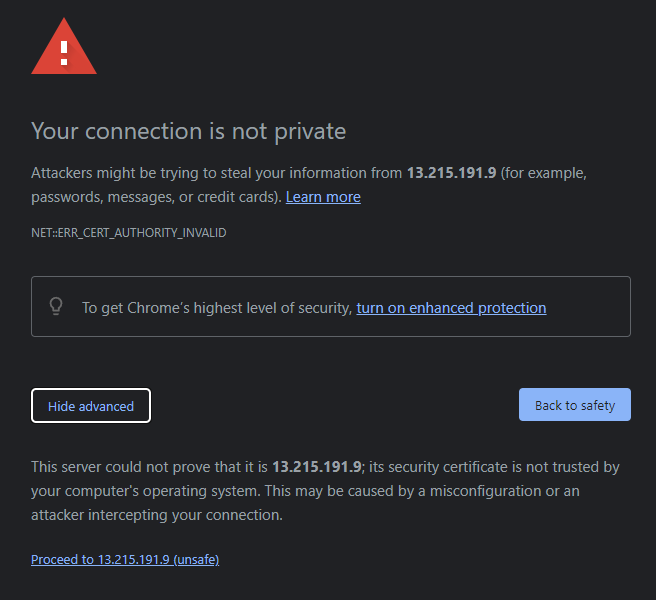 Your connection is not private
Attackers might be trying to steal your information from 13.215.191.9 (for example,
passwords, messages, or credit cards). Learn more
NET::ERR_CERT_AUTHORITY_INVALID
To get Chrome's highest level of security, turn on enhanced protection
Hide advanced
Back to safety
This server could not prove that it is 13.215.191.9; its security certificate is not trusted by
your computer's operating system. This may be caused by a misconfiguration or an
attacker intercepting your connection.
Proceed to 13.215.191.9 (unsafe)